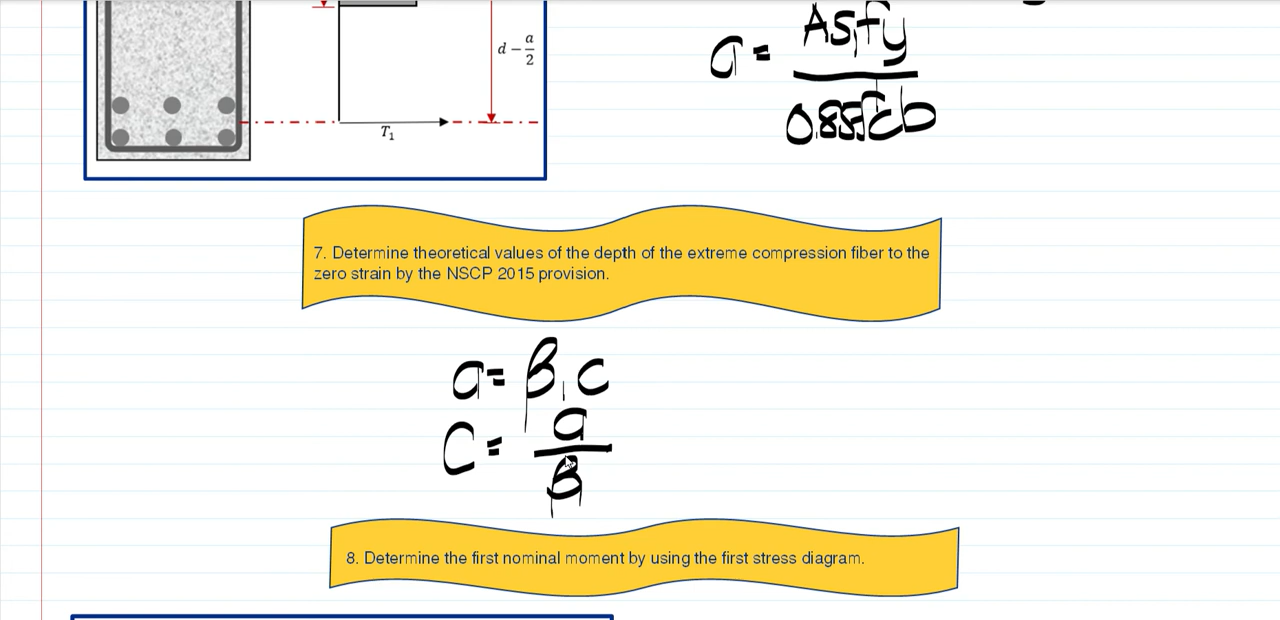 d − a/2
T₁
a = As₁fy / 0.85f'cb
7. Determine theoretical values of the depth of the extreme compression fiber to the
zero strain by the NSCP 2015 provision.
a = β₁c
c = a / β
8. Determine the first nominal moment by using the first stress diagram.